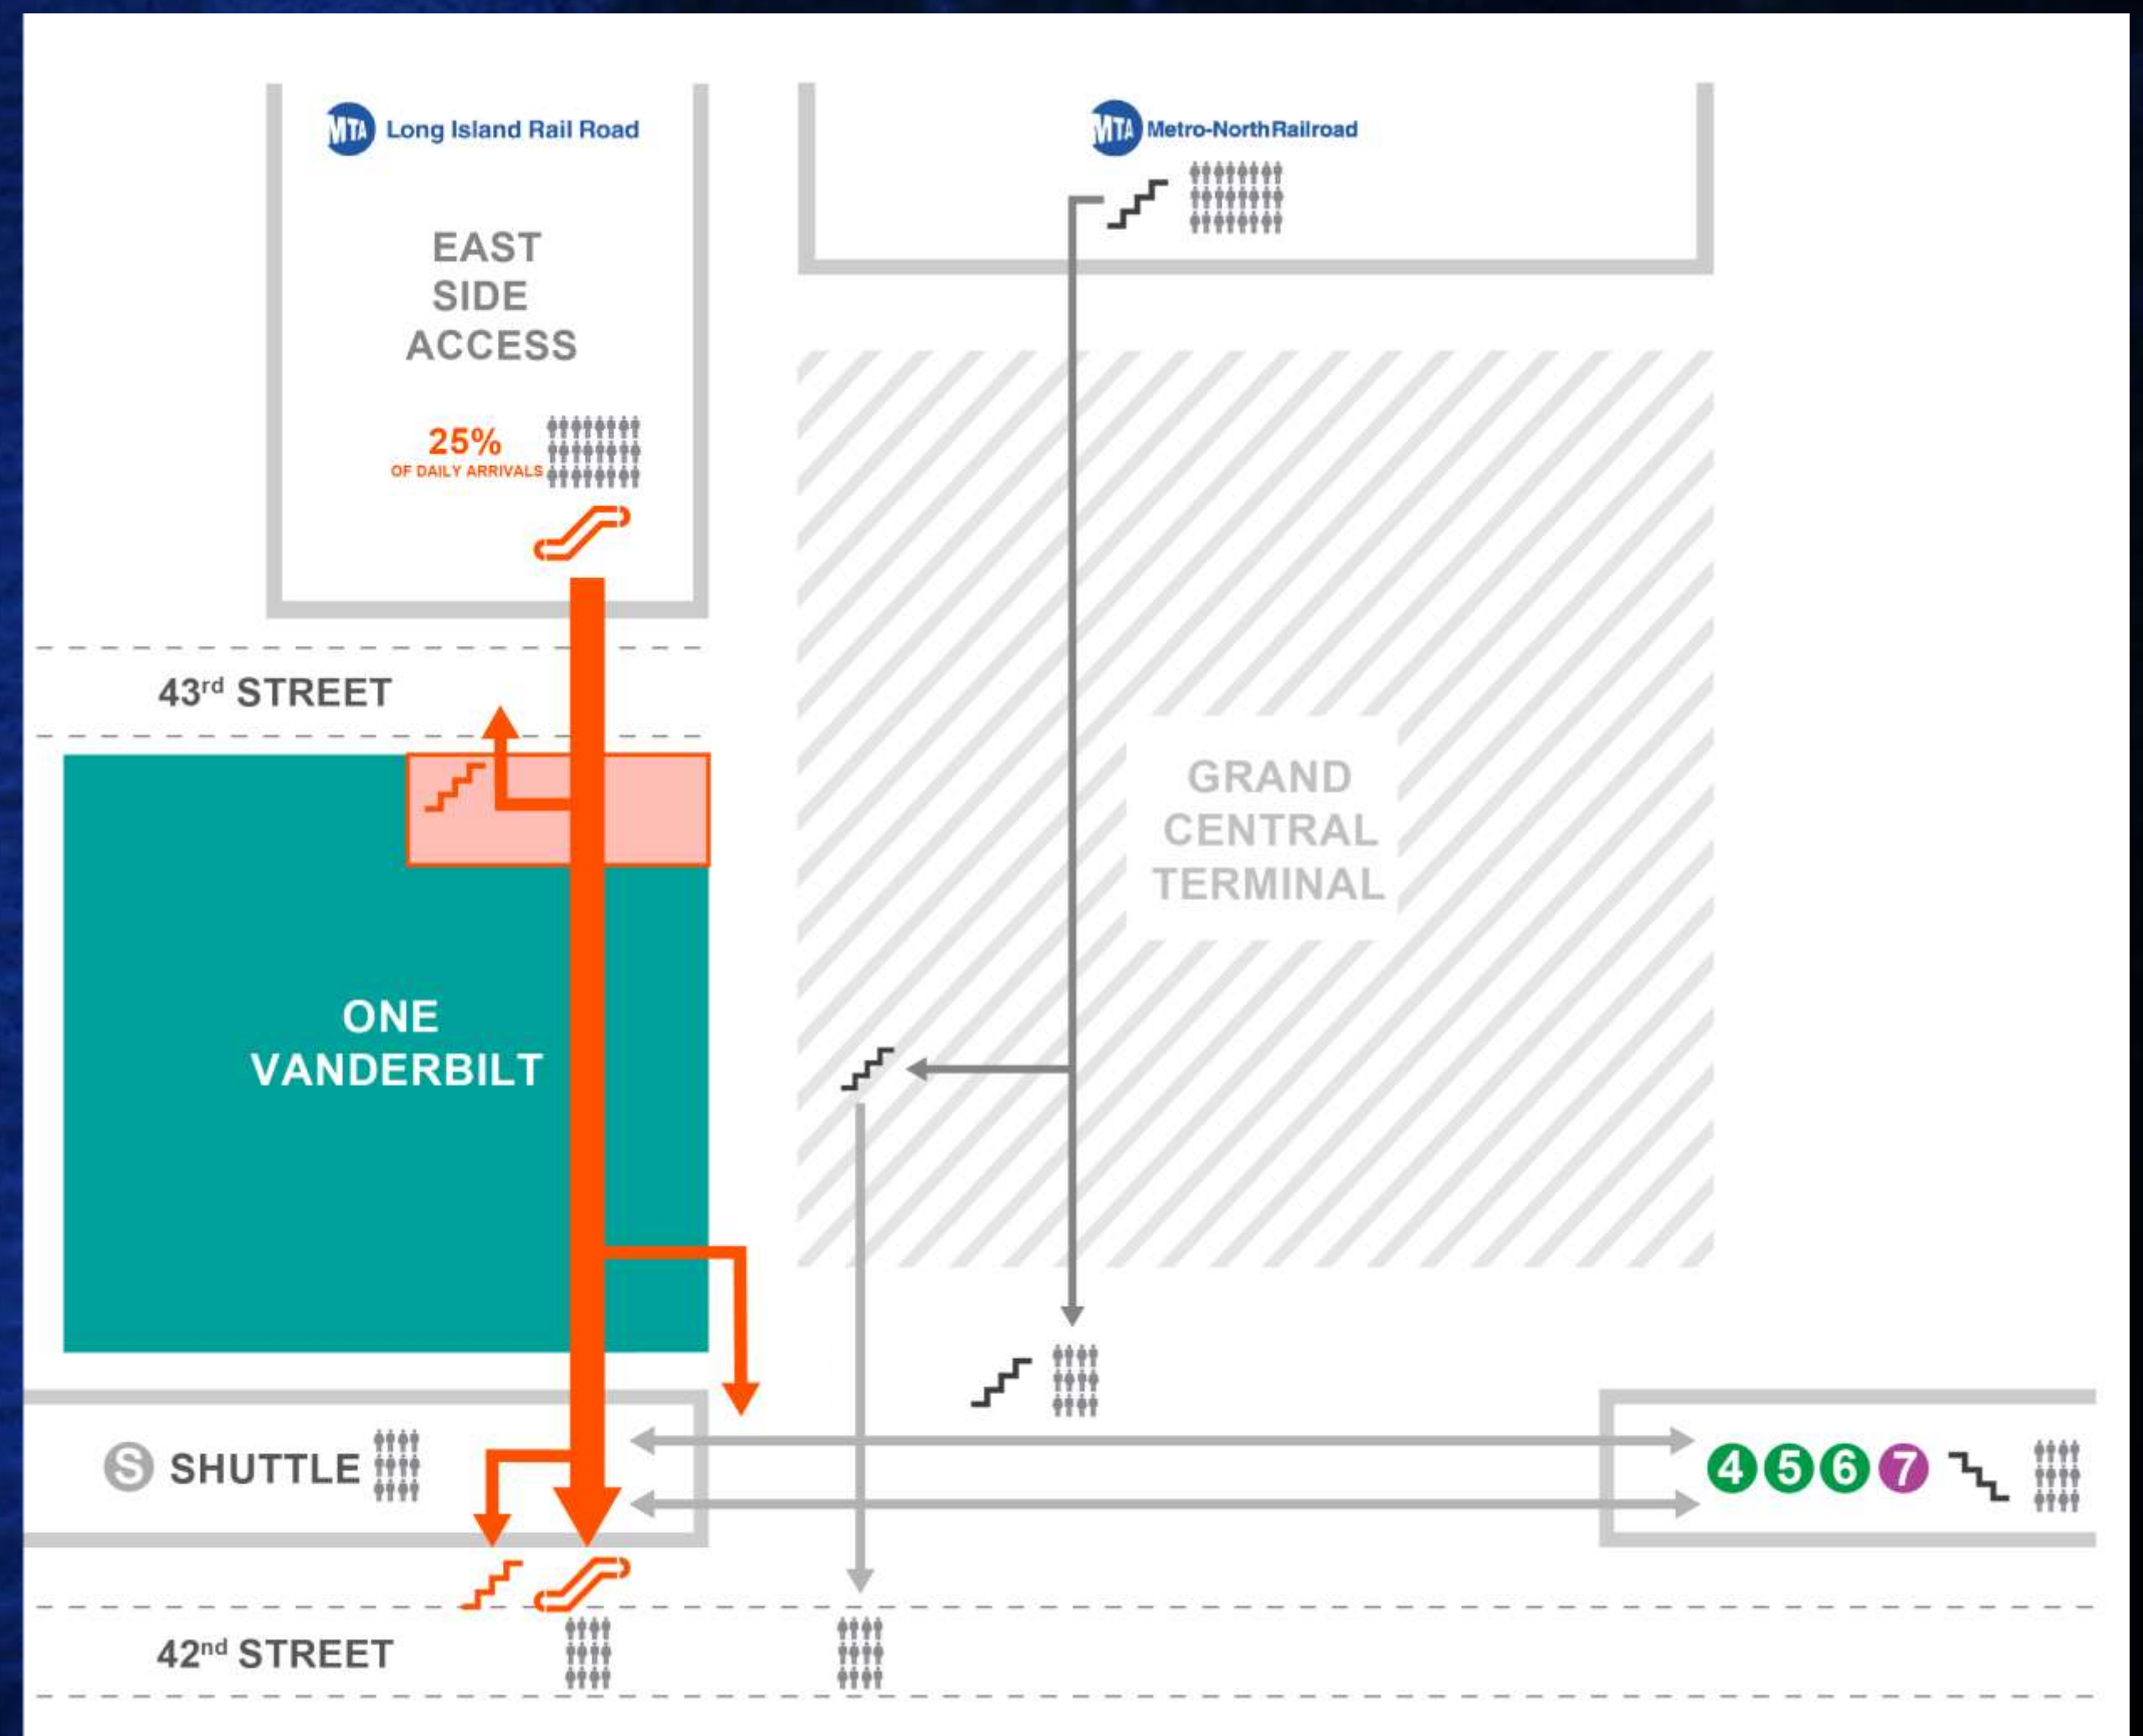 MTA Long Island Rail Road
MTA Metro-North Railroad
EAST
SIDE
ACCESS
25%
OF DAILY ARRIVALS
43rd STREET
GRAND
CENTRAL
TERMINAL
ONE
VANDERBILT
S SHUTTLE
4 5 6 7
42nd STREET